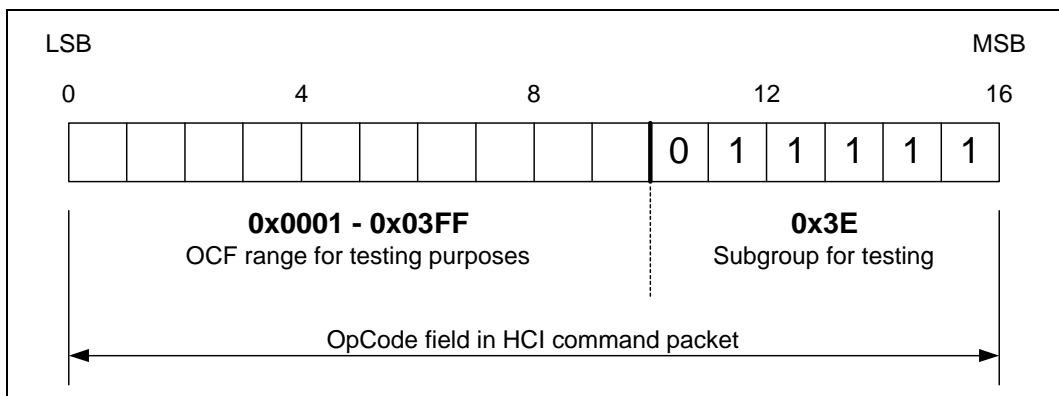 LSB MSB
0 4 8 12 16
0 1 1 1 1 1
0x0001 - 0x03FF 0x3E
OCF range for testing purposes Subgroup for testing
OpCode field in HCI command packet